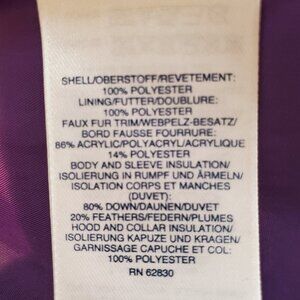 SHELL/OBERSTOFF/REVETEMENT:
100% POLYESTER
LINING/FUTTER/DOUBLURE:
100% POLYESTER
FAUX FUR TRIM/WEBPELZ-BESATZ/
BORD FAUSSE FOURRURE:
86% ACRYLIC/POLYACRYL/ACRYLIQUE
14% POLYESTER
BODY AND SLEEVE INSULATION/
ISOLIERUNG IN RUMPF UND ÄRMELN/
ISOLATION CORPS ET MANCHES
(DUVET):
80% DOWN/DAUNEN/DUVET
20% FEATHERS/FEDERN/PLUMES
HOOD AND COLLAR INSULATION/
ISOLIERUNG KAPUZE UND KRAGEN/
GARNISSAGE CAPUCHE ET COL:
100% POLYESTER
RN 62830